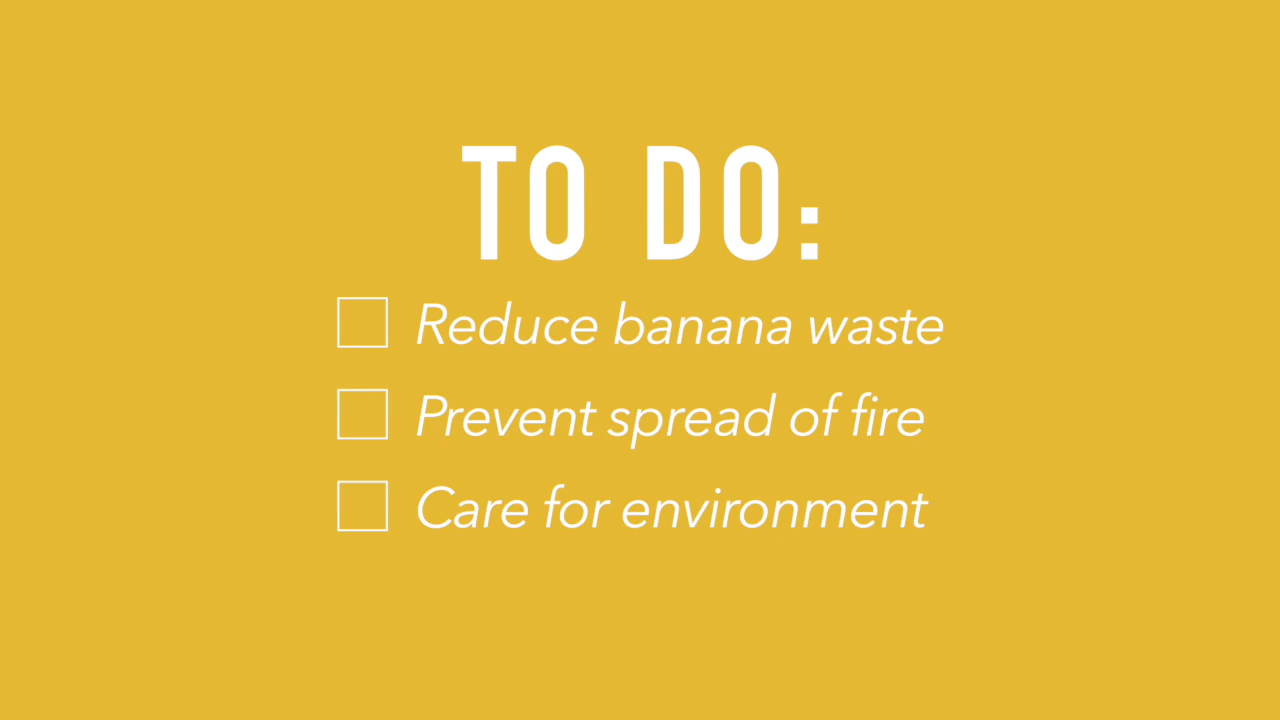 TO DO:
Reduce banana waste
Prevent spread of fire
Care for environment